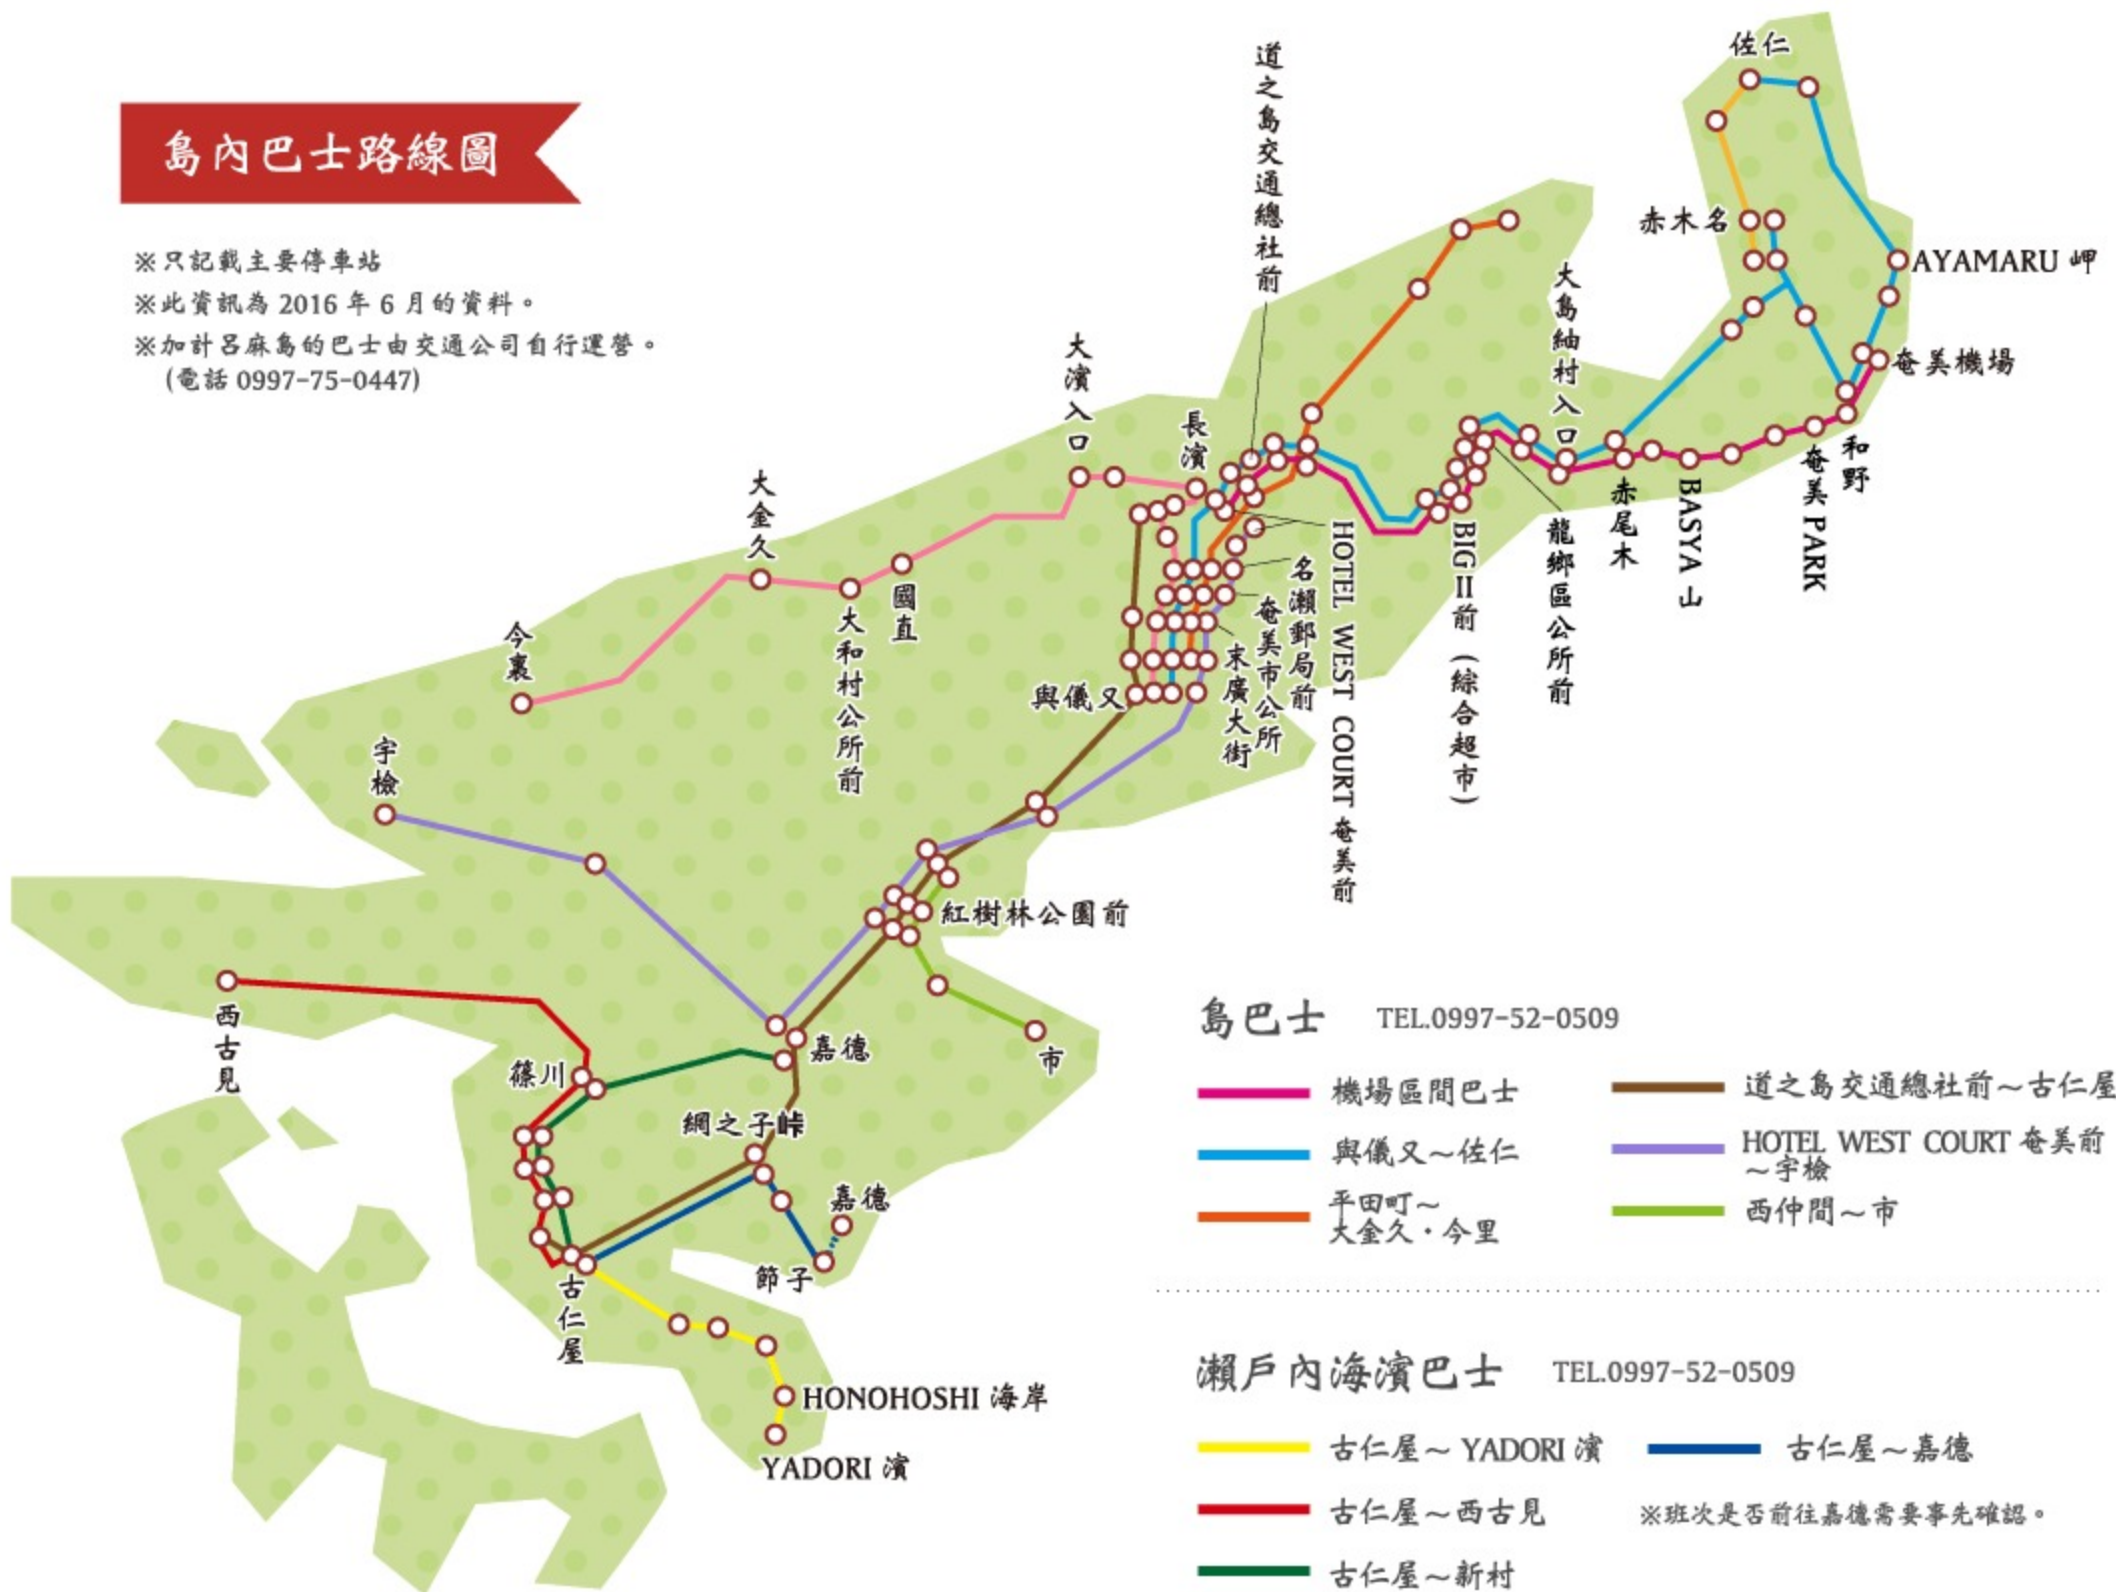 島內巴士路線圖
※只記載主要停車站
※此資訊為 2016 年 6 月的資料。
※加計呂麻島的巴士由交通公司自行運營。
(電話 0997-75-0447)
佐仁
道之島交通總社前
赤木名
AYAMARU 岬
大島紬村入口
奄美機場
大濱入口
長濱
和野
奄美 PARK
大金久
BASYA 山
赤尾木
龍鄉區公所前
BIG II 前 (綜合超市)
HOTEL WEST COURT 奄美前
名瀨郵局前
奄美市公所
末廣大街
國直
今裏
大和村公所前
與儀又
宇檢
紅樹林公園前
西古見
嘉德
市
篠川
網之子峠
嘉德
節子
古仁屋
HONOHOSHI 海岸
YADORI 濱
島巴士 TEL.0997-52-0509
機場區間巴士
與儀又～佐仁
平田町～
大金久・今里
道之島交通總社前～古仁屋
HOTEL WEST COURT 奄美前
～宇檢
西仲間～市
瀨戶內海濱巴士 TEL.0997-52-0509
古仁屋～ YADORI 濱
古仁屋～西古見
古仁屋～新村
古仁屋～嘉德
※班次是否前往嘉德需要事先確認。